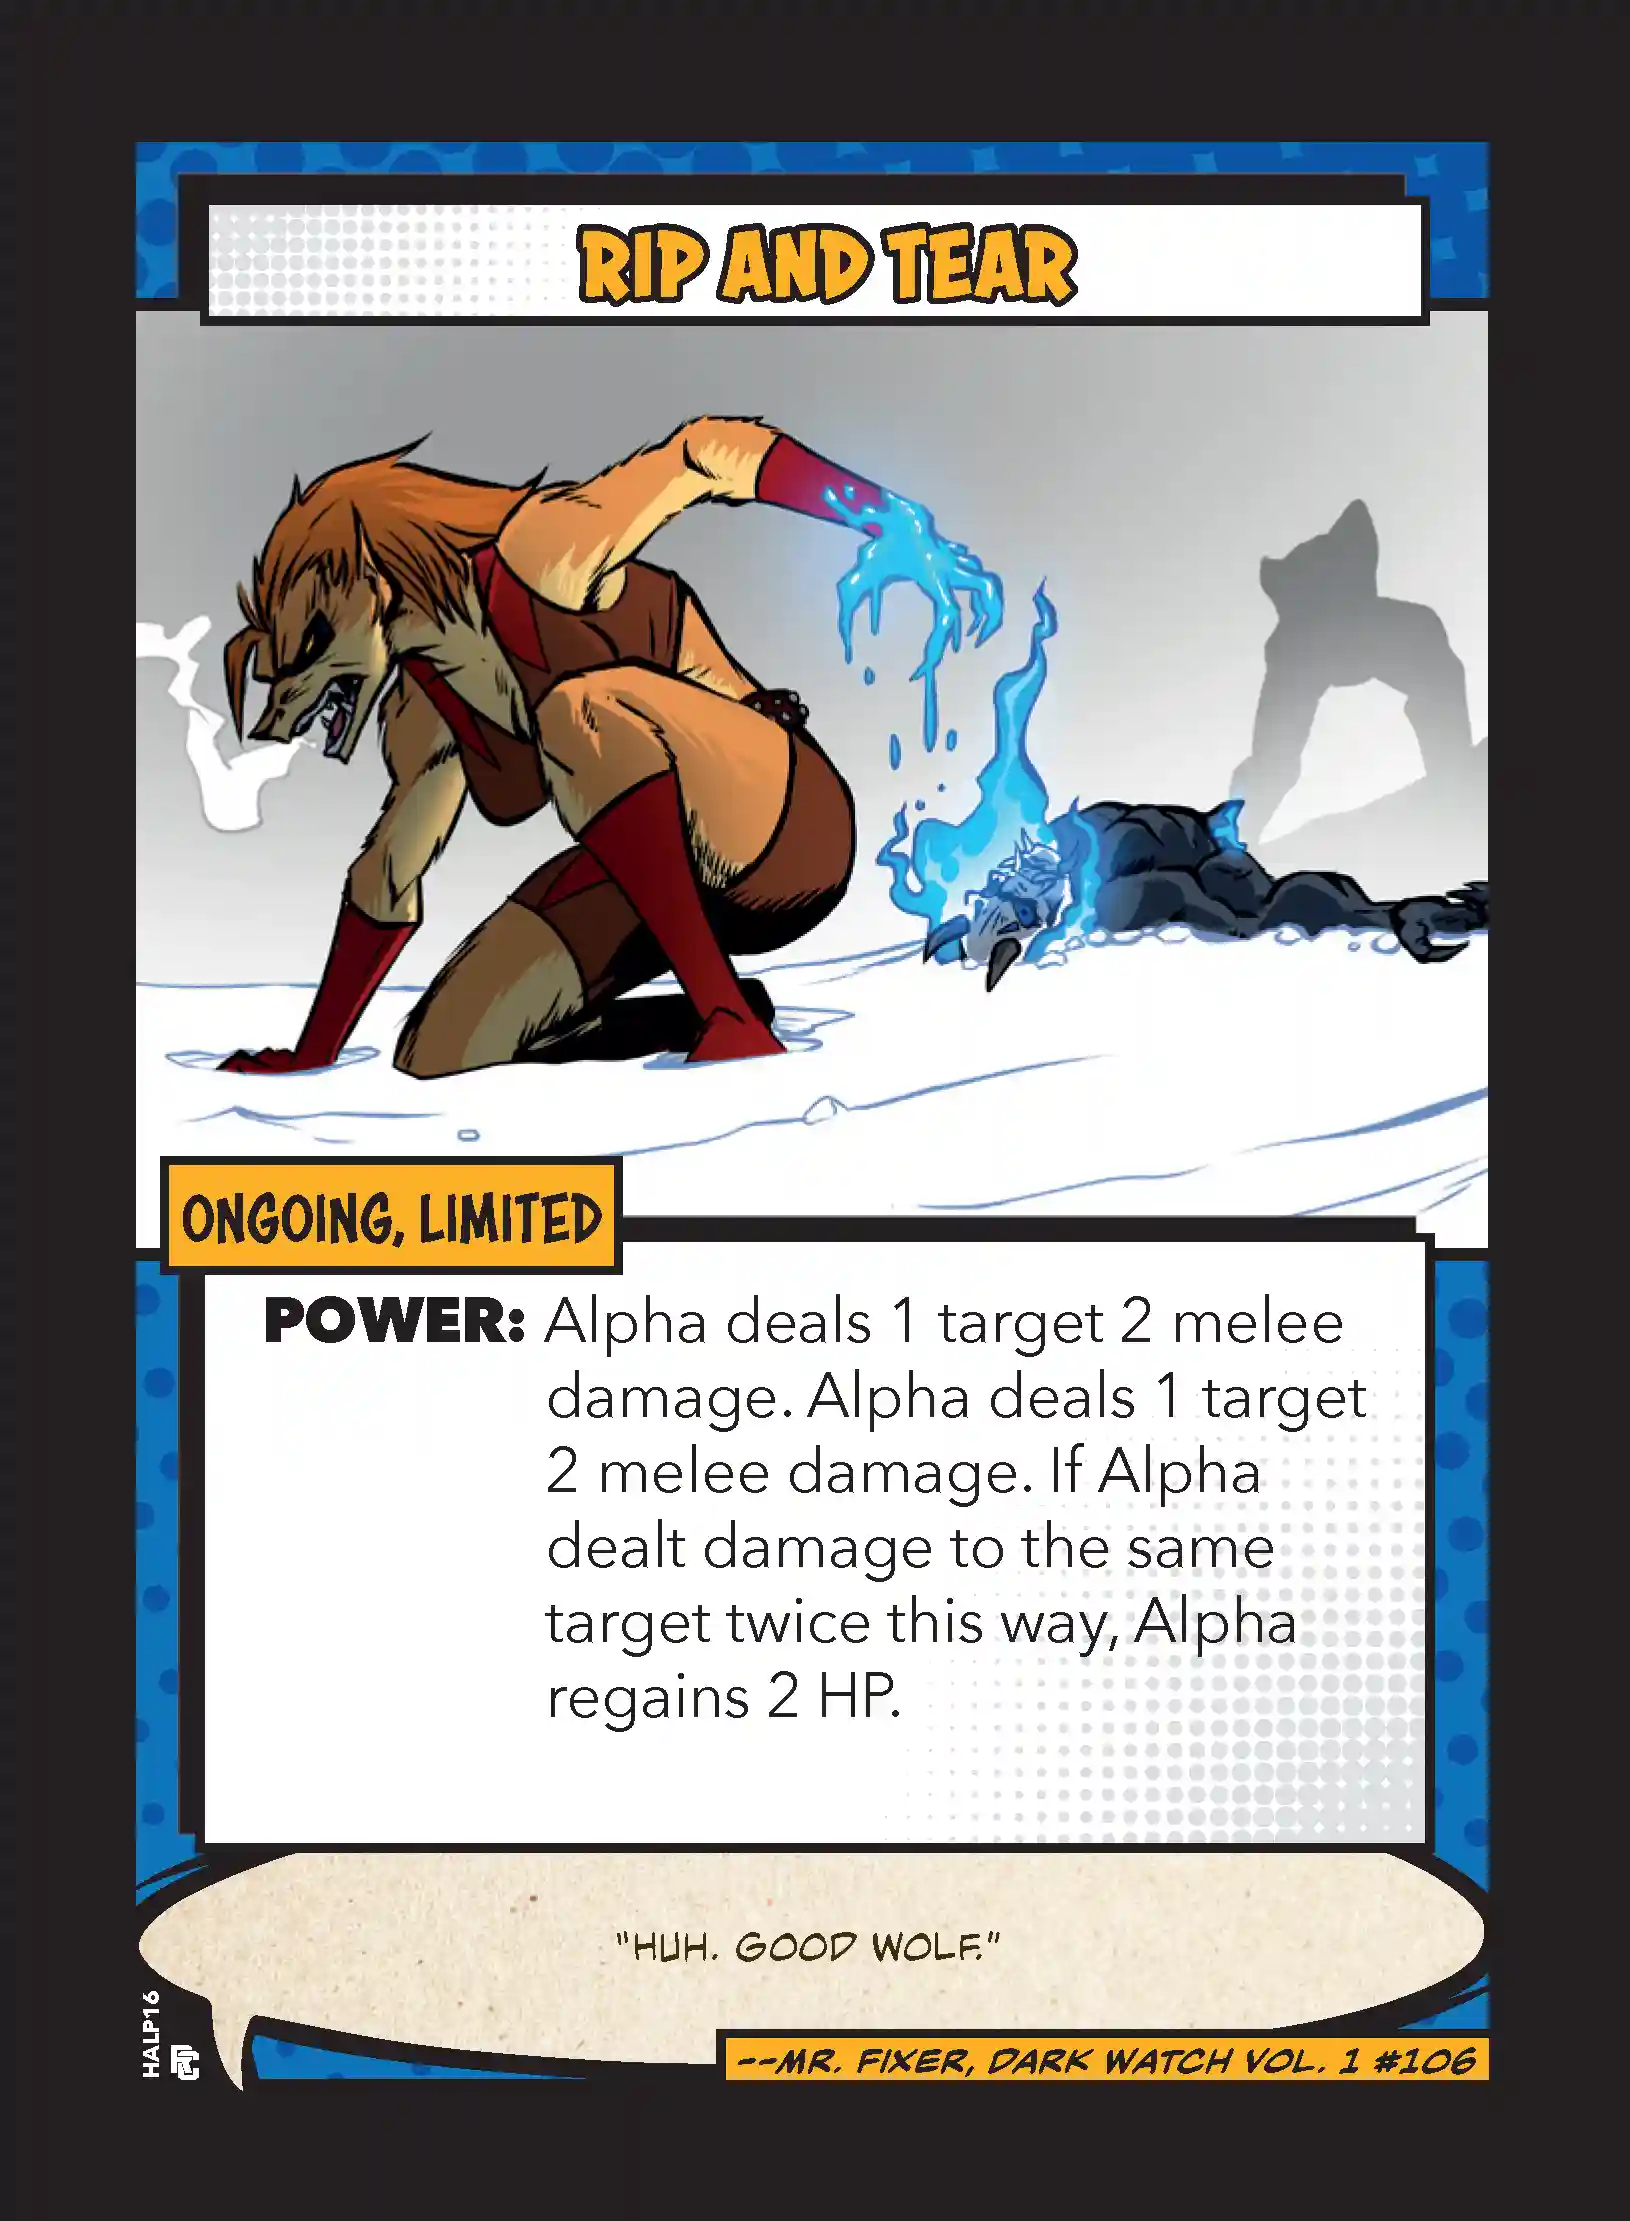 RIP AND TEAR
ONGOING, LIMITED
POWER: Alpha deals 1 target 2 melee
damage. Alpha deals 1 target
2 melee damage. If Alpha
dealt damage to the same
target twice this way, Alpha
regains 2 HP.
"HUH. GOOD WOLF."
HALP16
--MR. FIXER, DARK WATCH VOL. 1 #106